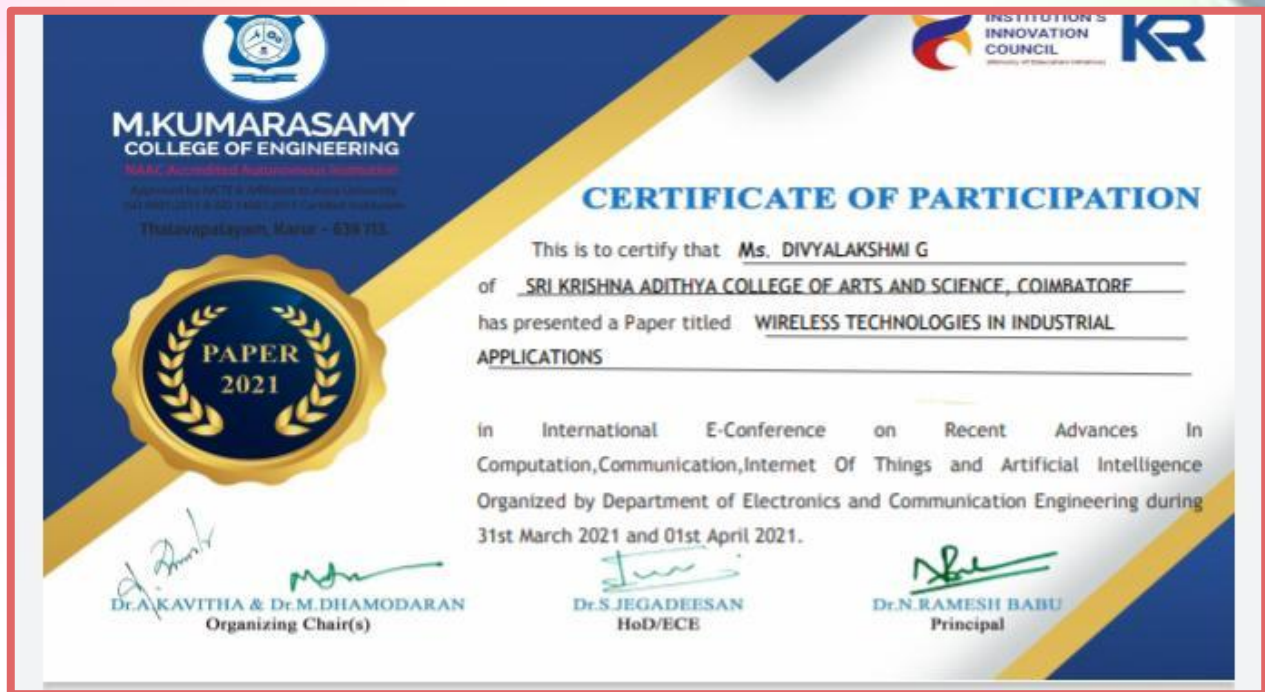 M.KUMARASAMY
COLLEGE OF ENGINEERING
NAAC Accredited Autonomous Institution
Thalavapalayam, Karur - 639 113.
INSTITUTION'S
INNOVATION
COUNCIL
KR
CERTIFICATE OF PARTICIPATION
This is to certify that Ms. DIVYALAKSHMI G
of SRI KRISHNA ADITHYA COLLEGE OF ARTS AND SCIENCE, COIMBATORE
has presented a Paper titled WIRELESS TECHNOLOGIES IN INDUSTRIAL
APPLICATIONS
PAPER
2021
in International E-Conference on Recent Advances In
Computation,Communication,Internet Of Things and Artificial Intelligence
Organized by Department of Electronics and Communication Engineering during
31st March 2021 and 01st April 2021.
Dr.A.KAVITHA & Dr.M.DHAMODARAN
Organizing Chair(s)
Dr.S.JEGADEESAN
HoD/ECE
Dr.N.RAMESH BABU
Principal